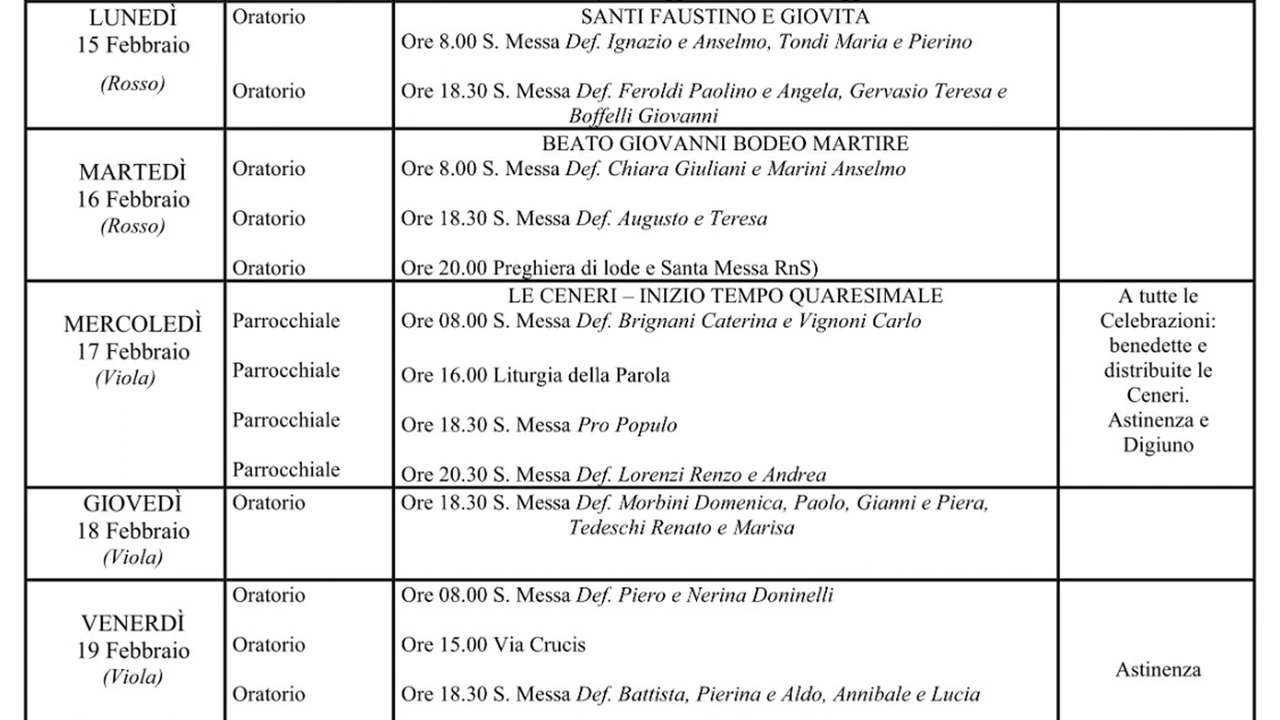 LUNEDÌ
15 Febbraio
(Rosso)
Oratorio
Oratorio
SANTI FAUSTINO E GIOVITA
Ore 8.00 S. Messa Def. Ignazio e Anselmo, Tondi Maria e Pierino
Ore 18.30 S. Messa Def. Feroldi Paolino e Angela, Gervasio Teresa e
Boffelli Giovanni
MARTEDÌ
16 Febbraio
(Rosso)
Oratorio
Oratorio
Oratorio
BEATO GIOVANNI BODEO MARTIRE
Ore 8.00 S. Messa Def. Chiara Giuliani e Marini Anselmo
Ore 18.30 S. Messa Def. Augusto e Teresa
Ore 20.00 Preghiera di lode e Santa Messa RnS)
MERCOLEDÌ
17 Febbraio
(Viola)
Parrocchiale
Parrocchiale
Parrocchiale
Parrocchiale
LE CENERI – INIZIO TEMPO QUARESIMALE
Ore 08.00 S. Messa Def. Brignani Caterina e Vignoni Carlo
Ore 16.00 Liturgia della Parola
Ore 18.30 S. Messa Pro Populo
Ore 20.30 S. Messa Def. Lorenzi Renzo e Andrea
A tutte le
Celebrazioni:
benedette e
distribuite le
Ceneri.
Astinenza e
Digiuno
GIOVEDÌ
18 Febbraio
(Viola)
Oratorio
Ore 18.30 S. Messa Def. Morbini Domenica, Paolo, Gianni e Piera,
Tedeschi Renato e Marisa
VENERDÌ
19 Febbraio
(Viola)
Oratorio
Oratorio
Oratorio
Ore 08.00 S. Messa Def. Piero e Nerina Doninelli
Ore 15.00 Via Crucis
Ore 18.30 S. Messa Def. Battista, Pierina e Aldo, Annibale e Lucia
Astinenza